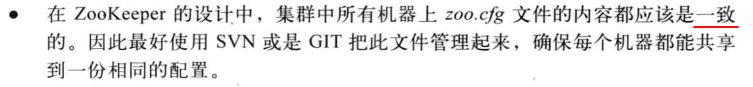 ● 在 ZooKeeper 的设计中，集群中所有机器上 zoo.cfg 文件的内容都应该是一致
的。因此最好使用 SVN 或是 GIT 把此文件管理起来，确保每个机器都能共享
到一份相同的配置。